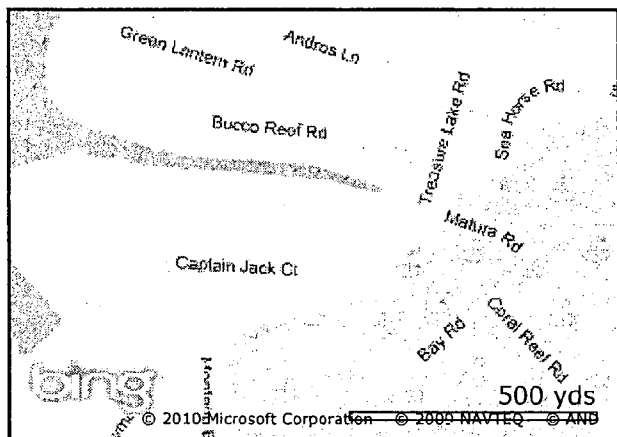 Green Lantern Rd
Andros Ln
Treasure Lake Rd
Sea Horse Rd
Bucco Reef Rd
Matura Rd
Captain Jack Ct
Bay Rd
Coral Reef Rd
bing
500 yds
© 2010 Microsoft Corporation © 2009 NAVTEQ © AND